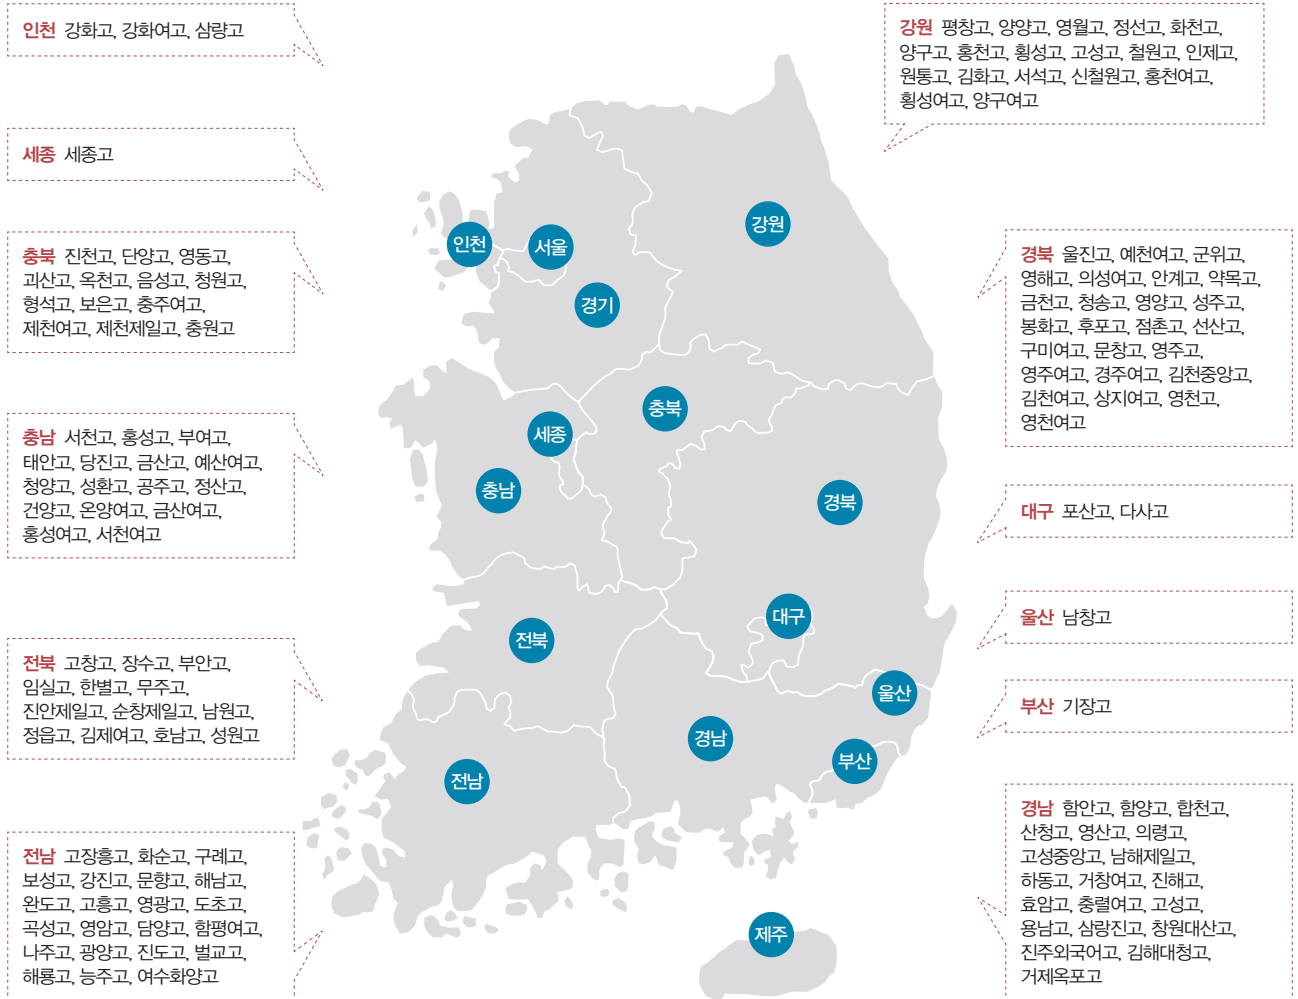 인천 강화고, 강화여고, 삼량고
세종 세종고
충북 진천고, 단양고, 영동고,
괴산고, 옥천고, 음성고, 청원고,
형석고, 보은고, 충주여고,
제천여고, 제천제일고, 충원고
충남 서천고, 홍성고, 부여고,
태안고, 당진고, 금산고, 예산여고,
청양고, 성환고, 공주고, 정산고,
건양고, 온양여고, 금산여고,
홍성여고, 서천여고
전북 고창고, 장수고, 부안고,
임실고, 한별고, 무주고,
진안제일고, 순창제일고, 남원고,
정읍고, 김제여고, 호남고, 성원고
전남 고장흥고, 화순고, 구례고,
보성고, 강진고, 문향고, 해남고,
완도고, 고흥고, 영광고, 도초고,
곡성고, 영암고, 담양고, 함평여고,
나주고, 광양고, 진도고, 벌교고,
해룡고, 능주고, 여수화양고
인천
서울
경기
강원
충북
세종
충남
경북
대구
전북
울산
경남
부산
전남
제주
강원 평창고, 양양고, 영월고, 정선고, 화천고,
양구고, 홍천고, 횡성고, 고성고, 철원고, 인제고,
원통고, 김화고, 서석고, 신철원고, 홍천여고,
횡성여고, 양구여고
경북 울진고, 예천여고, 군위고,
영해고, 의성여고, 안계고, 약목고,
금천고, 청송고, 영양고, 성주고,
봉화고, 후포고, 점촌고, 선산고,
구미여고, 문창고, 영주고,
영주여고, 경주여고, 김천중앙고,
김천여고, 상지여고, 영천고,
영천여고
대구 포산고, 다사고
울산 남창고
부산 기장고
경남 함안고, 함양고, 합천고,
산청고, 영산고, 의령고,
고성중앙고, 남해제일고,
하동고, 거창여고, 진해고,
효암고, 충렬여고, 고성고,
용남고, 삼랑진고, 창원대산고,
진주외국어고, 김해대청고,
거제옥포고